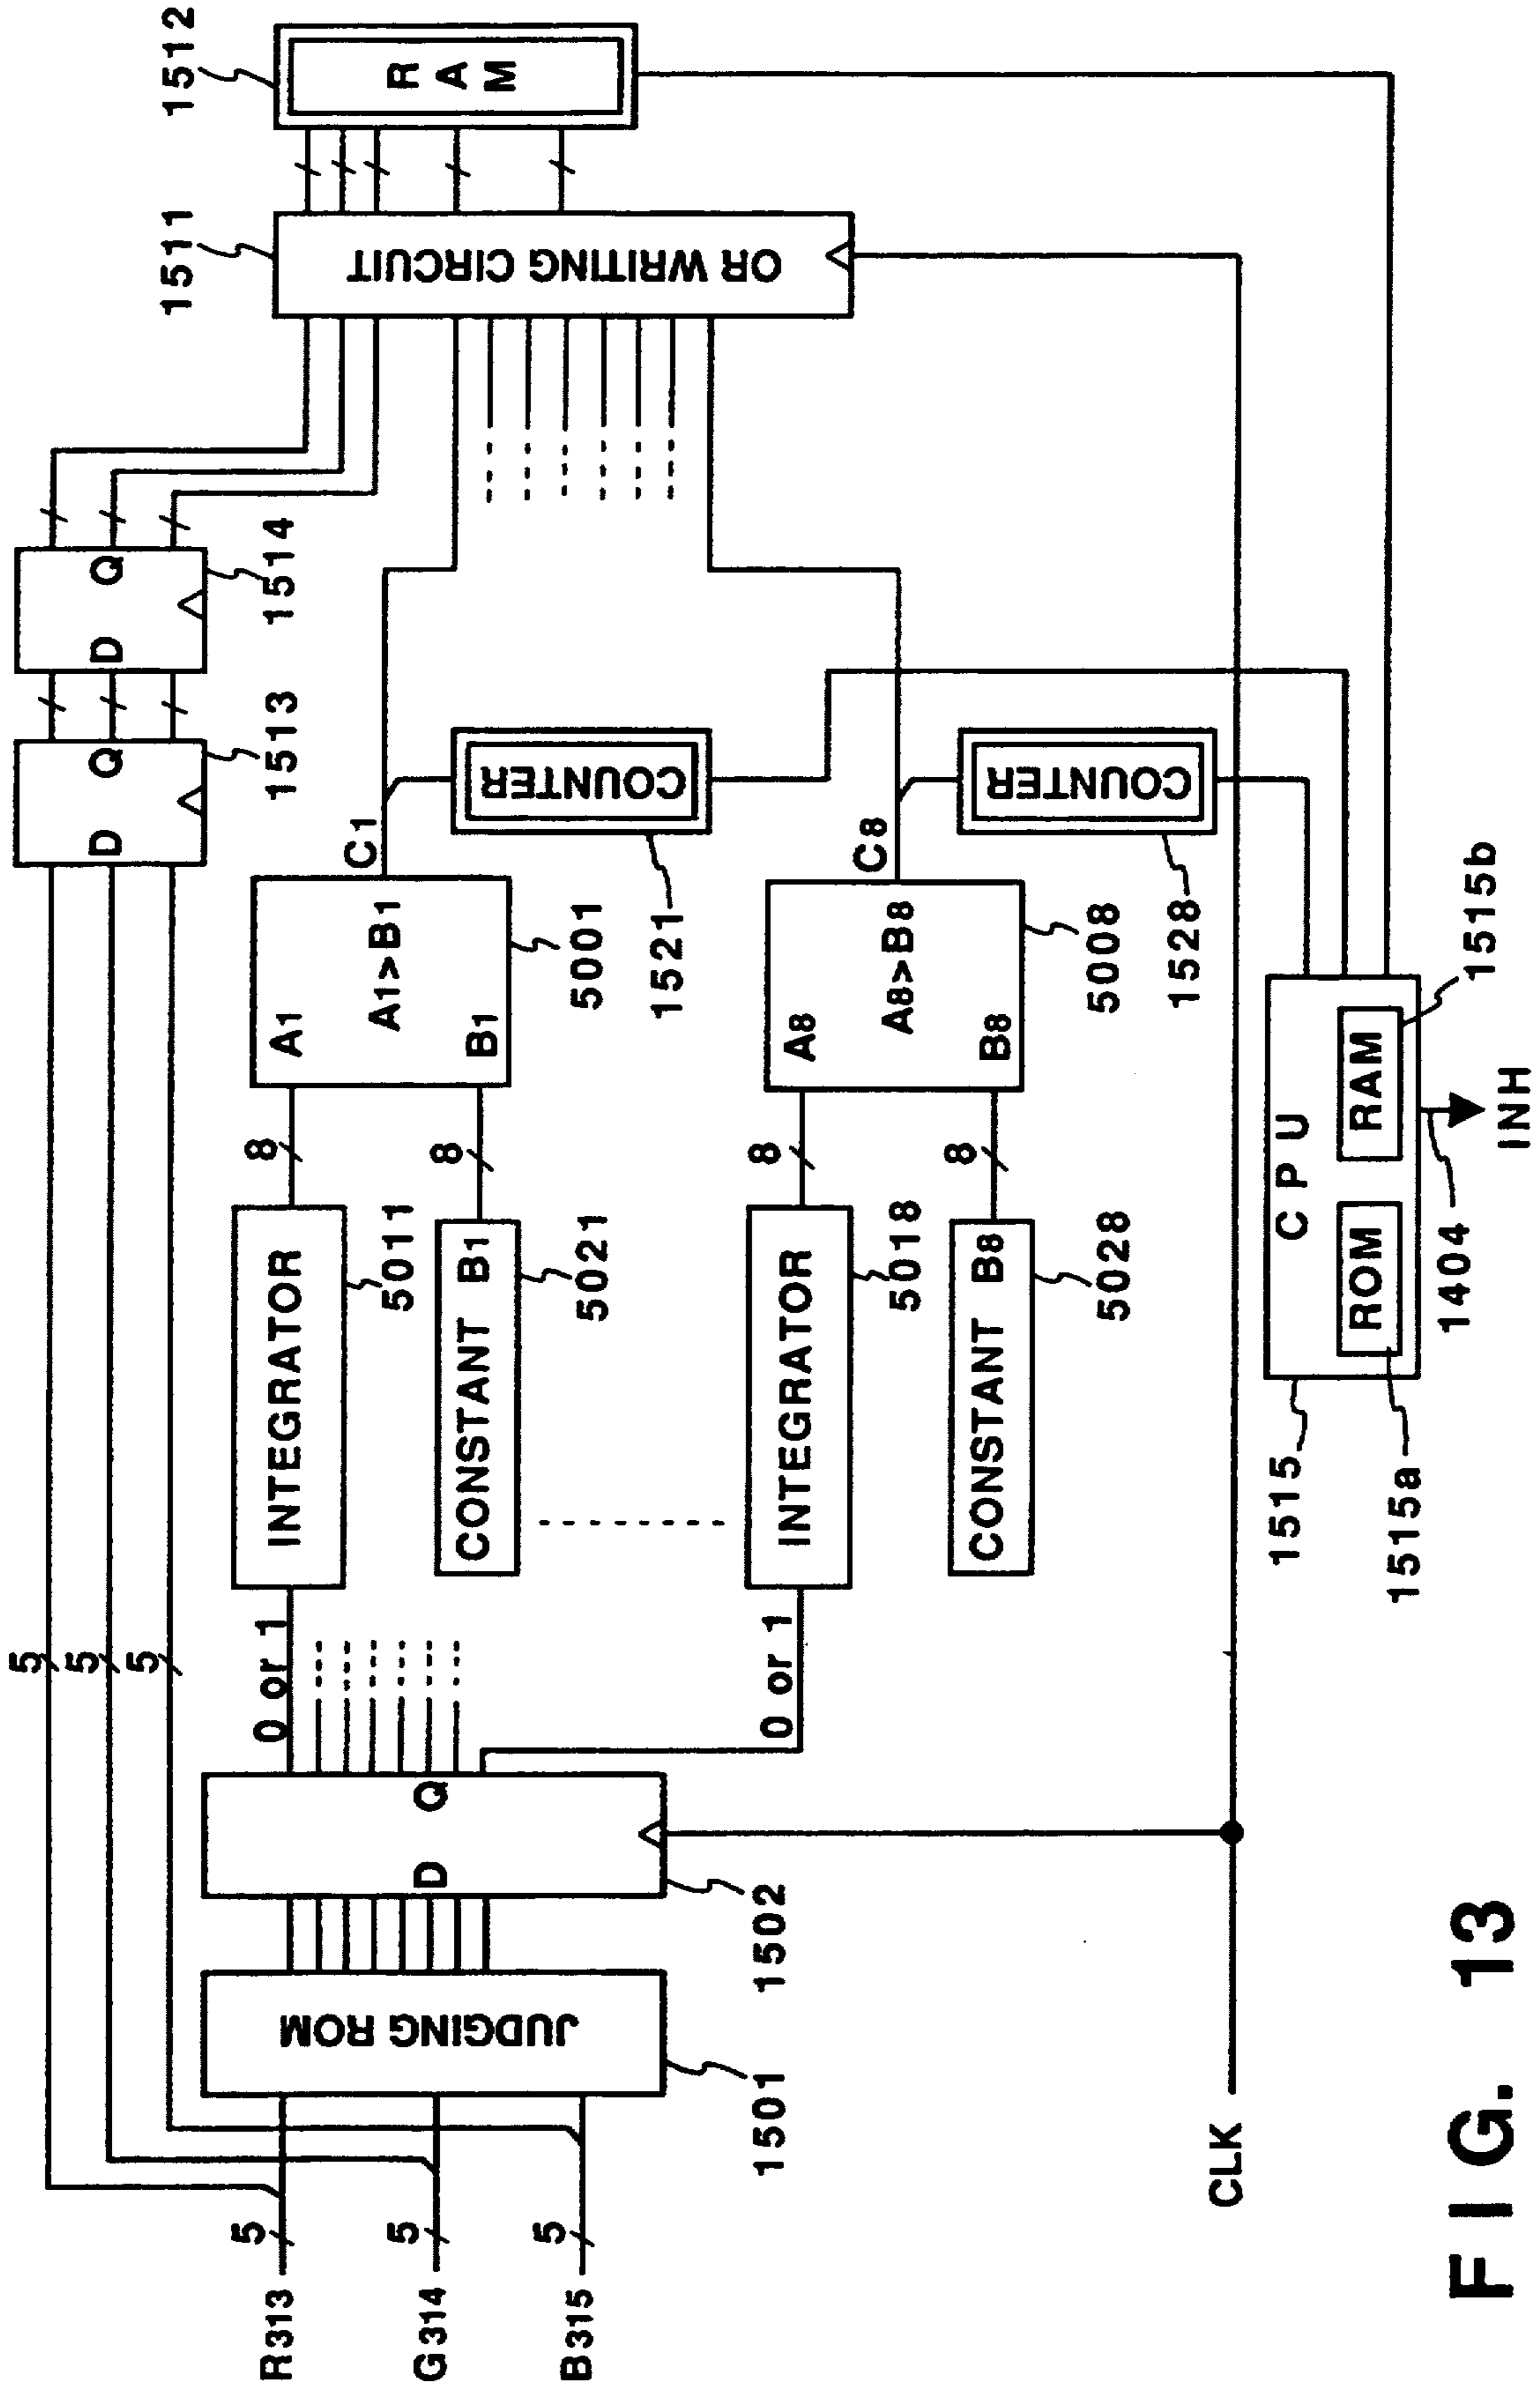 FIG. 13
R313
G314
B315
5
5
5
5
5
5
JUDGING ROM
1501
D Q
1502
0 or 1
0 or 1
INTEGRATOR
5011
CONSTANT B1
5021
INTEGRATOR
5018
CONSTANT B8
5028
8
8
8
8
A1
A1>B1
B1
5001
C1
A8
A8>B8
B8
5008
C8
COUNTER
1521
COUNTER
1528
D Q
1513
D Q
1514
OR WRITING CIRCUIT
1511
RAM
1512
CLK
CPU
ROM
RAM
1515
1515a
1515b
1404
INH